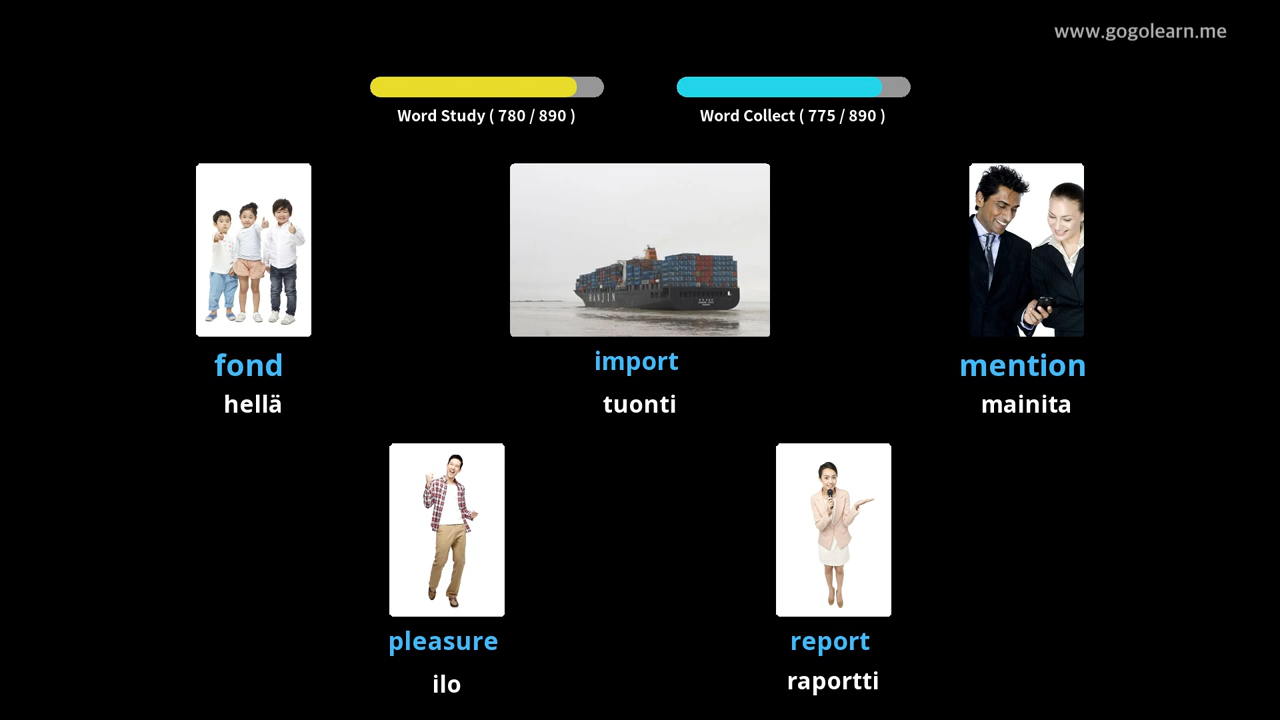 www.gogolearn.me
Word Study ( 780 / 890 )
Word Collect ( 775 / 890 )
HANJIN
fond
import
mention
hellä
tuonti
mainita
pleasure
report
ilo
raportti